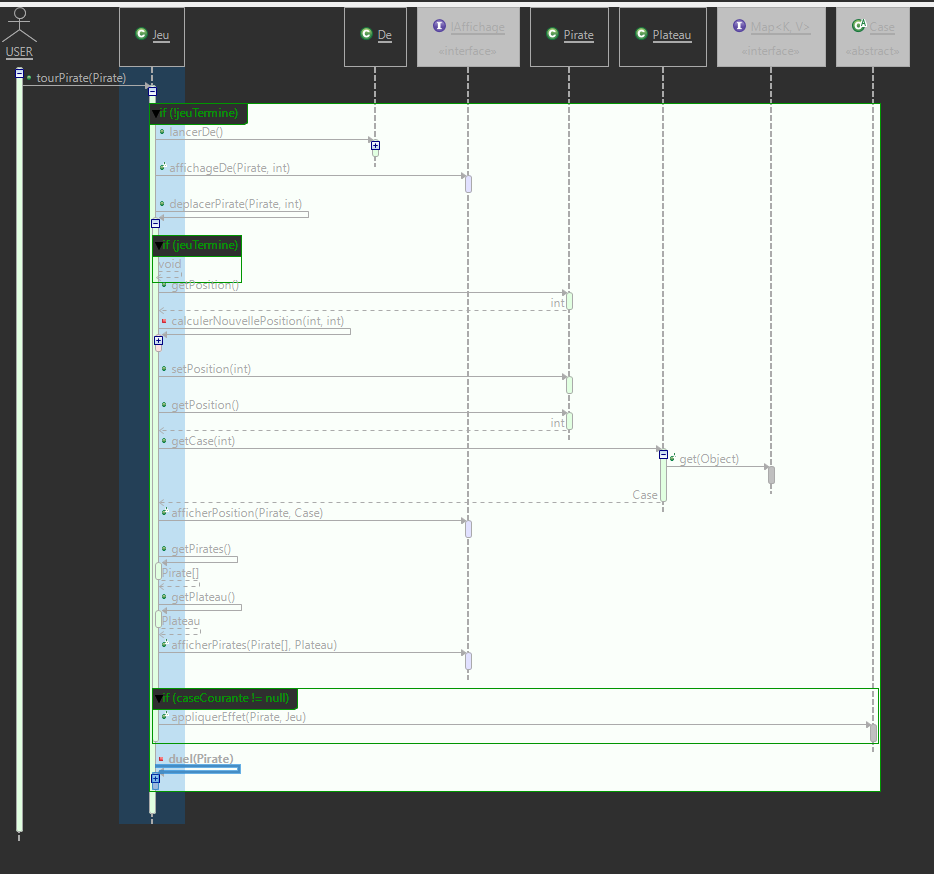 USER
Jeu
De
IAffichage
«interface»
Pirate
Plateau
Map<K, V>
«interface»
Case
«abstract»
tourPirate(Pirate)
if (!jeuTermine)
lancerDe()
affichageDe(Pirate, int)
deplacerPirate(Pirate, int)
if (jeuTermine)
void
getPosition()
int
calculerNouvellePosition(int, int)
setPosition(int)
getPosition()
int
getCase(int)
get(Object)
Case
afficherPosition(Pirate, Case)
getPirates()
Pirate[]
getPlateau()
Plateau
afficherPirates(Pirate[], Plateau)
if (caseCourante != null)
appliquerEffet(Pirate, Jeu)
duel(Pirate)